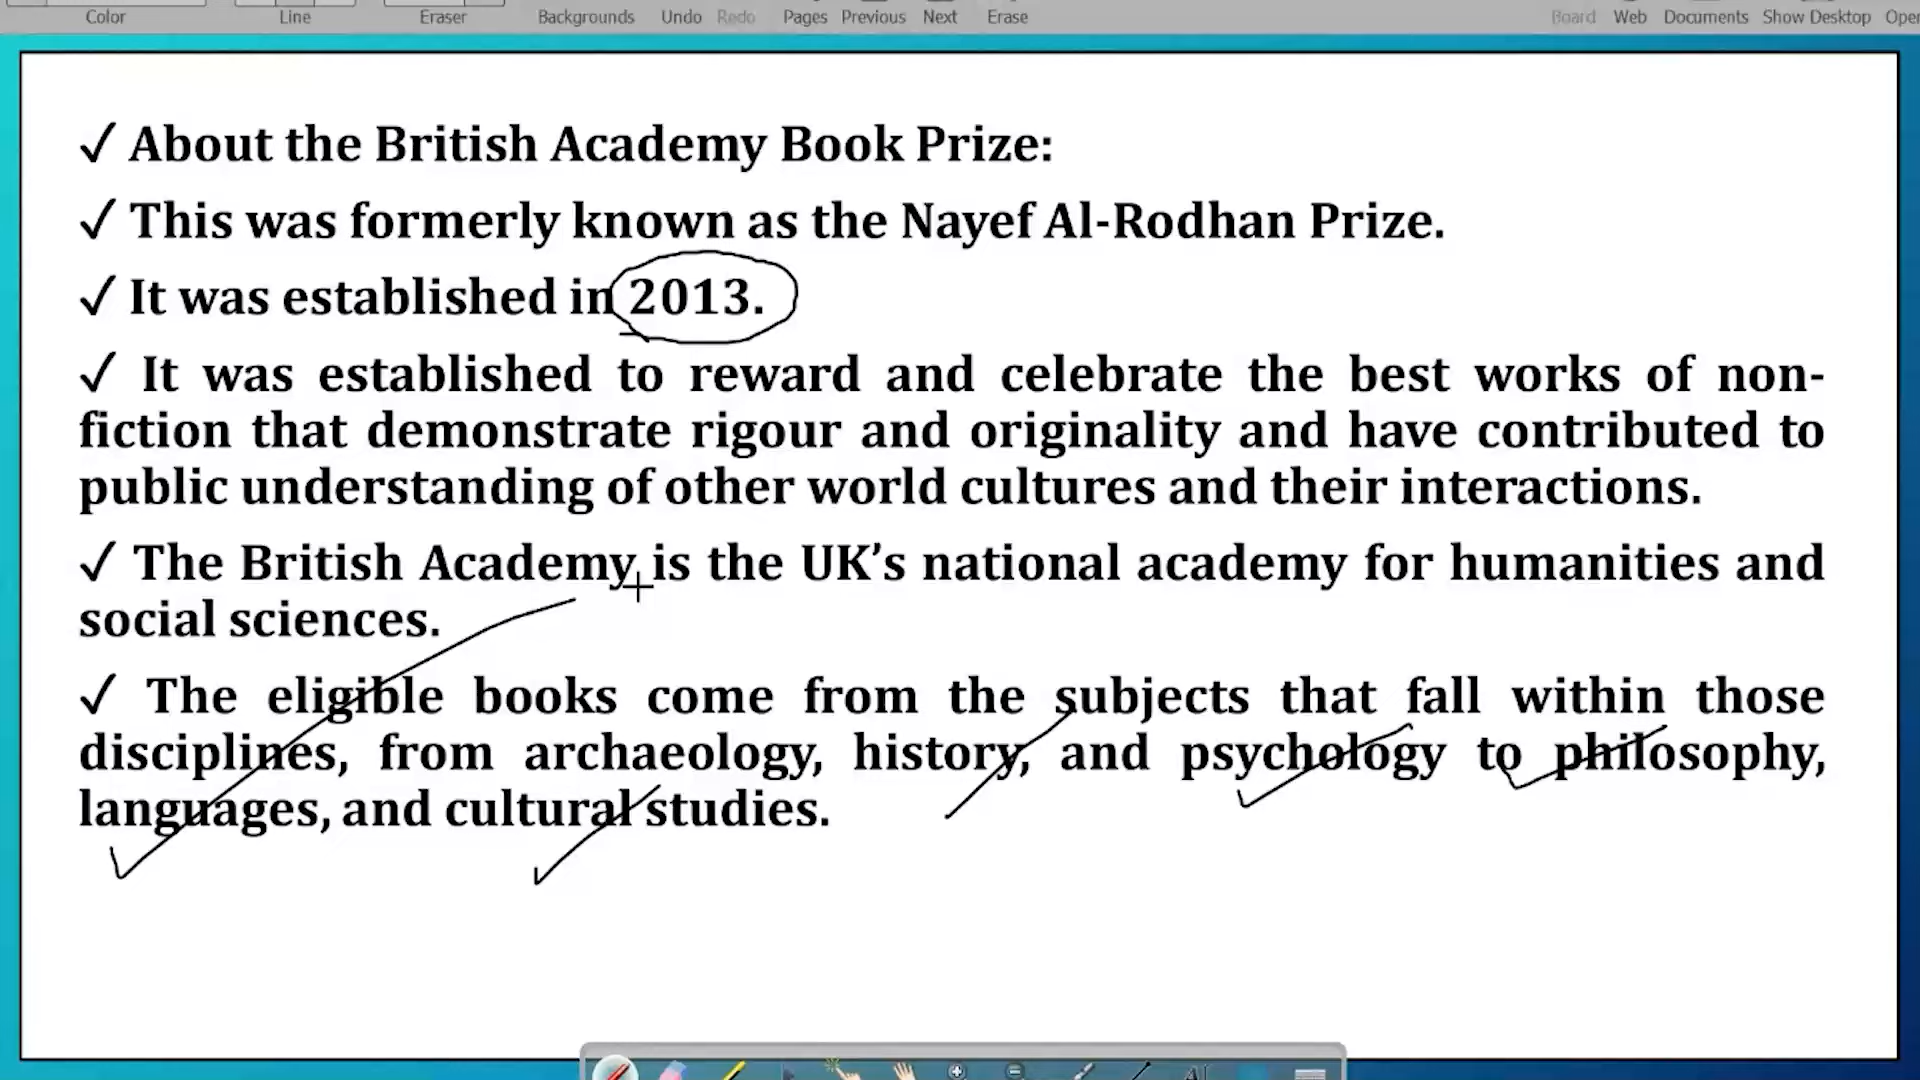 Color Line Eraser Backgrounds Undo Redo Pages Previous Next Erase Board Web Documents Show Desktop
✓ About the British Academy Book Prize:
✓ This was formerly known as the Nayef Al-Rodhan Prize.
✓ It was established in 2013.
✓ It was established to reward and celebrate the best works of non-
fiction that demonstrate rigour and originality and have contributed to
public understanding of other world cultures and their interactions.
✓ The British Academy is the UK’s national academy for humanities and
social sciences.
✓ The eligible books come from the subjects that fall within those
disciplines, from archaeology, history, and psychology to philosophy,
languages, and cultural studies.